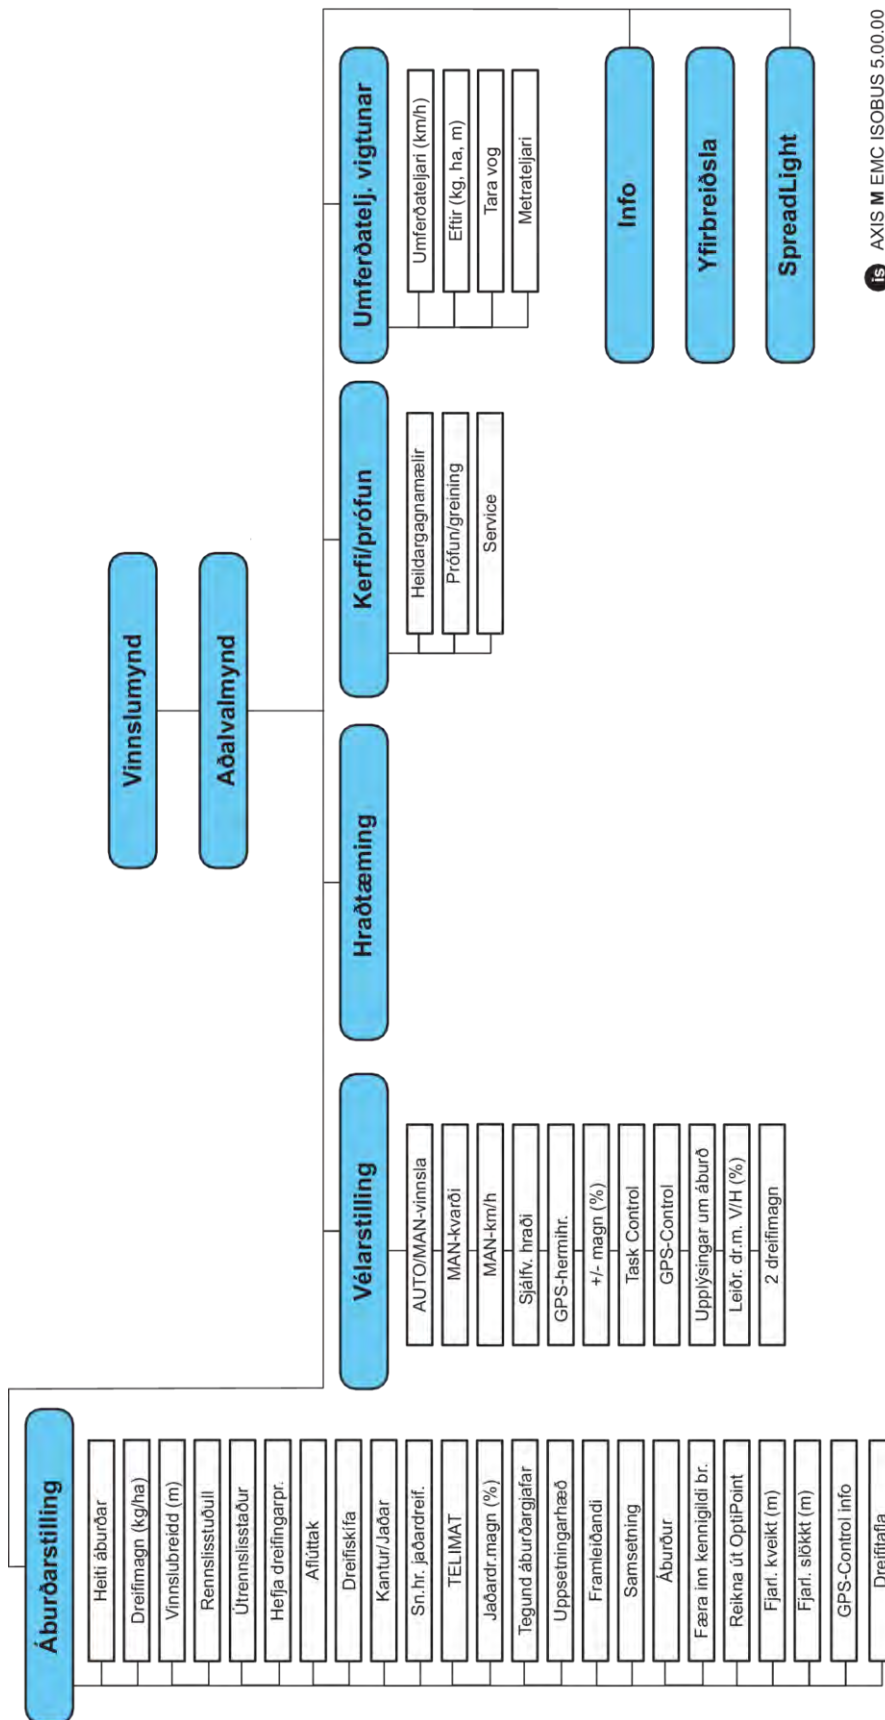 Vinnslumynd
Aðalvalmynd
Áburðarstilling
Heiti áburðar
Dreifimagn (kg/ha)
Vinnslubreidd (m)
Rennslisstuðull
Útrennslisstaður
Hefja dreifingarpr.
Aflúttak
Dreifiskífa
Kantur/Jaðar
Sn.hr. jaðardreif.
TELIMAT
Jaðardr.magn (%)
Tegund áburðargjafar
Uppsetningarhæð
Framleiðandi
Samsetning
Áburður
Færa inn kennigildi br.
Reikna út OptiPoint
Fjarl. kveikt (m)
Fjarl. slökkt (m)
GPS-Control info
Dreifitafla
Vélarstilling
AUTO/MAN-vinnsla
MAN-kvarði
MAN-km/h
Sjálfv. hraði
GPS-hermihr.
+/- magn (%)
Task Control
GPS-Control
Upplýsingar um áburð
Leiðr. dr.m. V/H (%)
2 dreifimagn
Hraðtæming
Kerfi/prófun
Heildargagnamælir
Prófun/greining
Service
Umferðatelj. vigtunar
Umferðateljari (km/h)
Eftir (kg, ha, m)
Tara vog
Metrateljari
Info
Yfirbreiðsla
SpreadLight
is AXIS M EMC ISOBUS 5.00.00